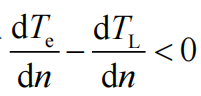 dT_e/dn − dT_L/dn < 0